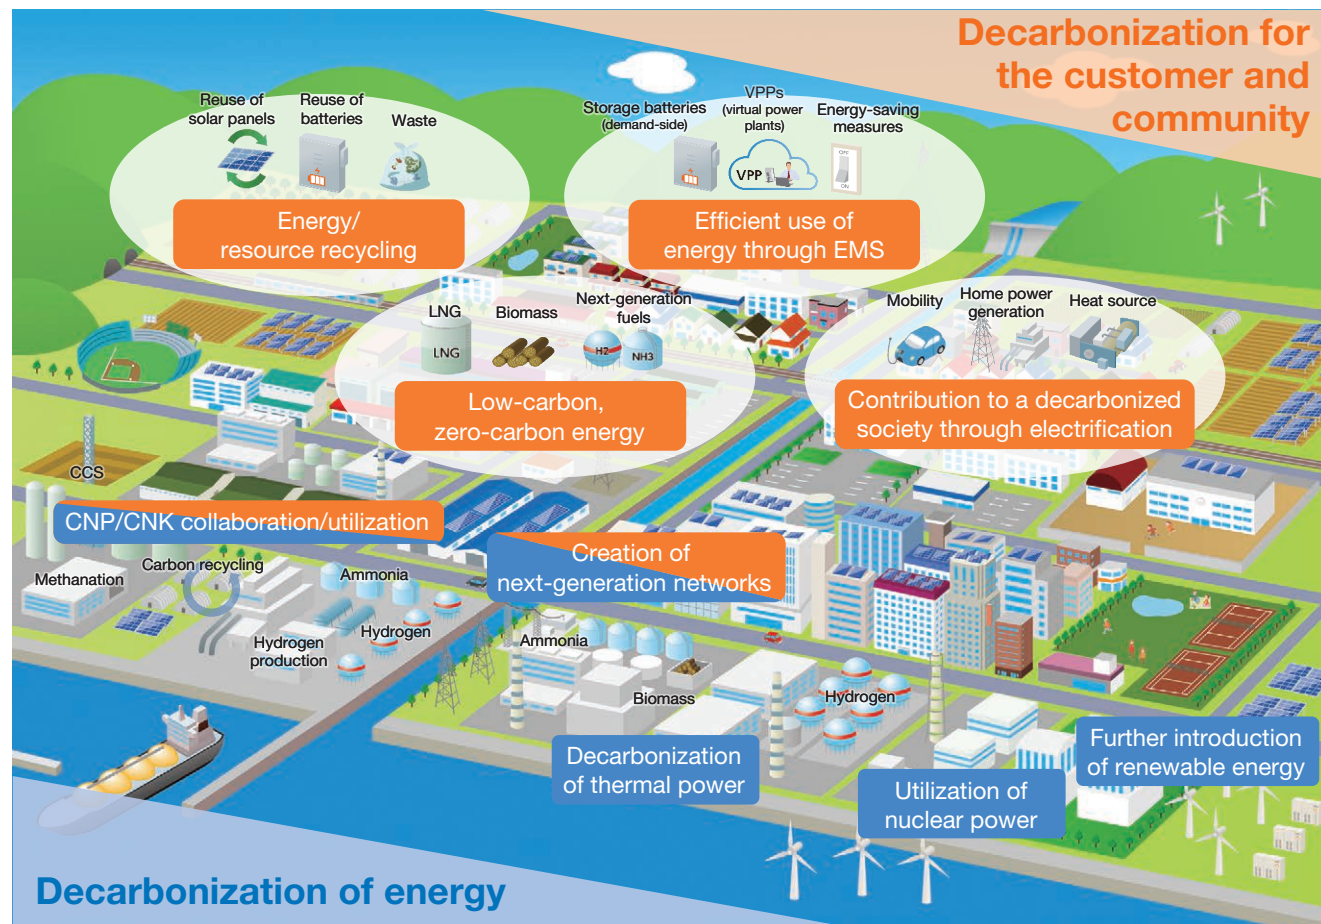 Decarbonization for
the customer and
community
Reuse of
solar panels
Reuse of
batteries
Waste
Energy/
resource recycling
Storage batteries
(demand-side)
VPPs
(virtual power
plants)
Energy-saving
measures
VPP
OFF
ON
Efficient use of
energy through EMS
LNG
LNG
Biomass
Next-generation
fuels
H2
NH3
Low-carbon,
zero-carbon energy
Mobility
Home power
generation
Heat source
Contribution to a decarbonized
society through electrification
CCS
CNP/CNK collaboration/utilization
Creation of
next-generation networks
Methanation
Carbon recycling
Ammonia
Hydrogen
Hydrogen
production
Ammonia
Biomass
Hydrogen
Decarbonization
of thermal power
Utilization of
nuclear power
Further introduction
of renewable energy
Decarbonization of energy